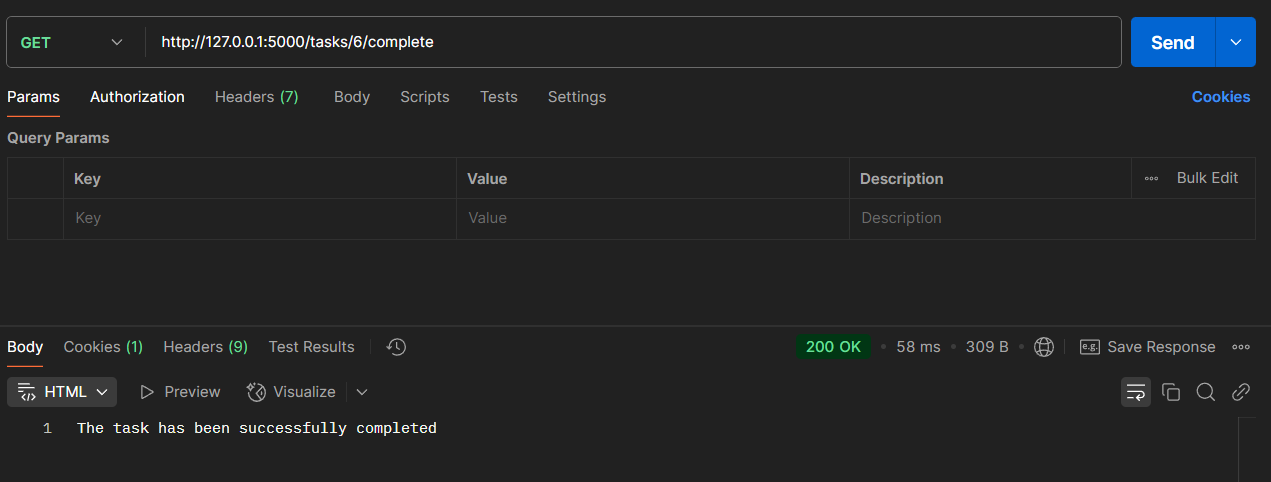 GET http://127.0.0.1:5000/tasks/6/complete Send
Params Authorization Headers (7) Body Scripts Tests Settings Cookies
Query Params
Key Value Description Bulk Edit
Key Value Description
Body Cookies (1) Headers (9) Test Results 200 OK 58 ms 309 B e.g. Save Response
HTML Preview Visualize
1 The task has been successfully completed